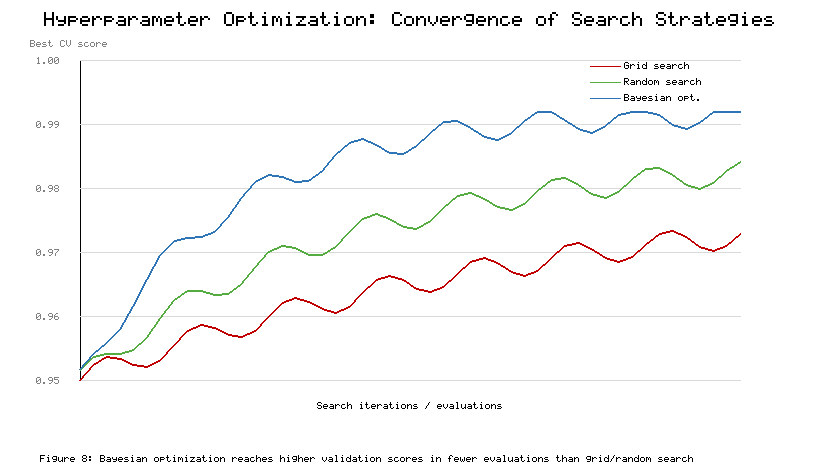 Hyperparameter Optimization: Convergence of Search Strategies
Best CV score
1.00
Grid search
Random search
Bayesian opt.
0.99
0.98
0.97
0.96
0.95
Search iterations / evaluations
Figure 8: Bayesian optimization reaches higher validation scores in fewer evaluations than grid/random search